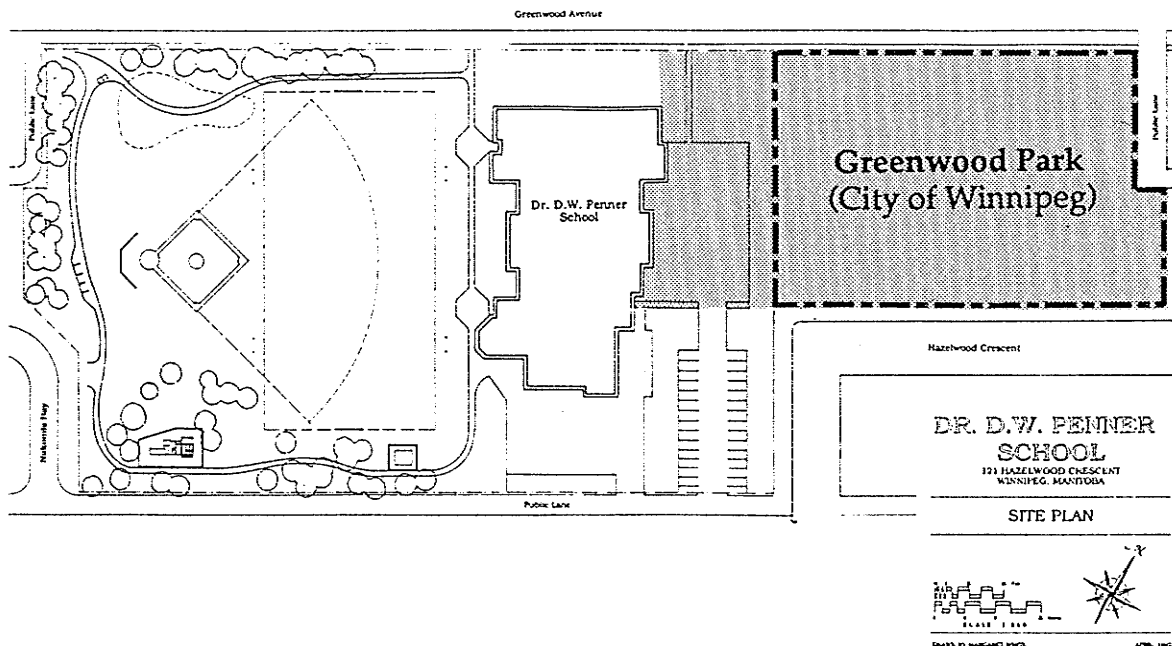 Greenwood Avenue
Public Lane
Public Lane
Greenwood Park
(City of Winnipeg)
Dr. D.W. Penner
School
Hazelwood Crescent
DR. D.W. PENNER
SCHOOL
121 HAZELWOOD CRESCENT
WINNIPEG, MANITOBA
Public Lane
SITE PLAN
SCALE